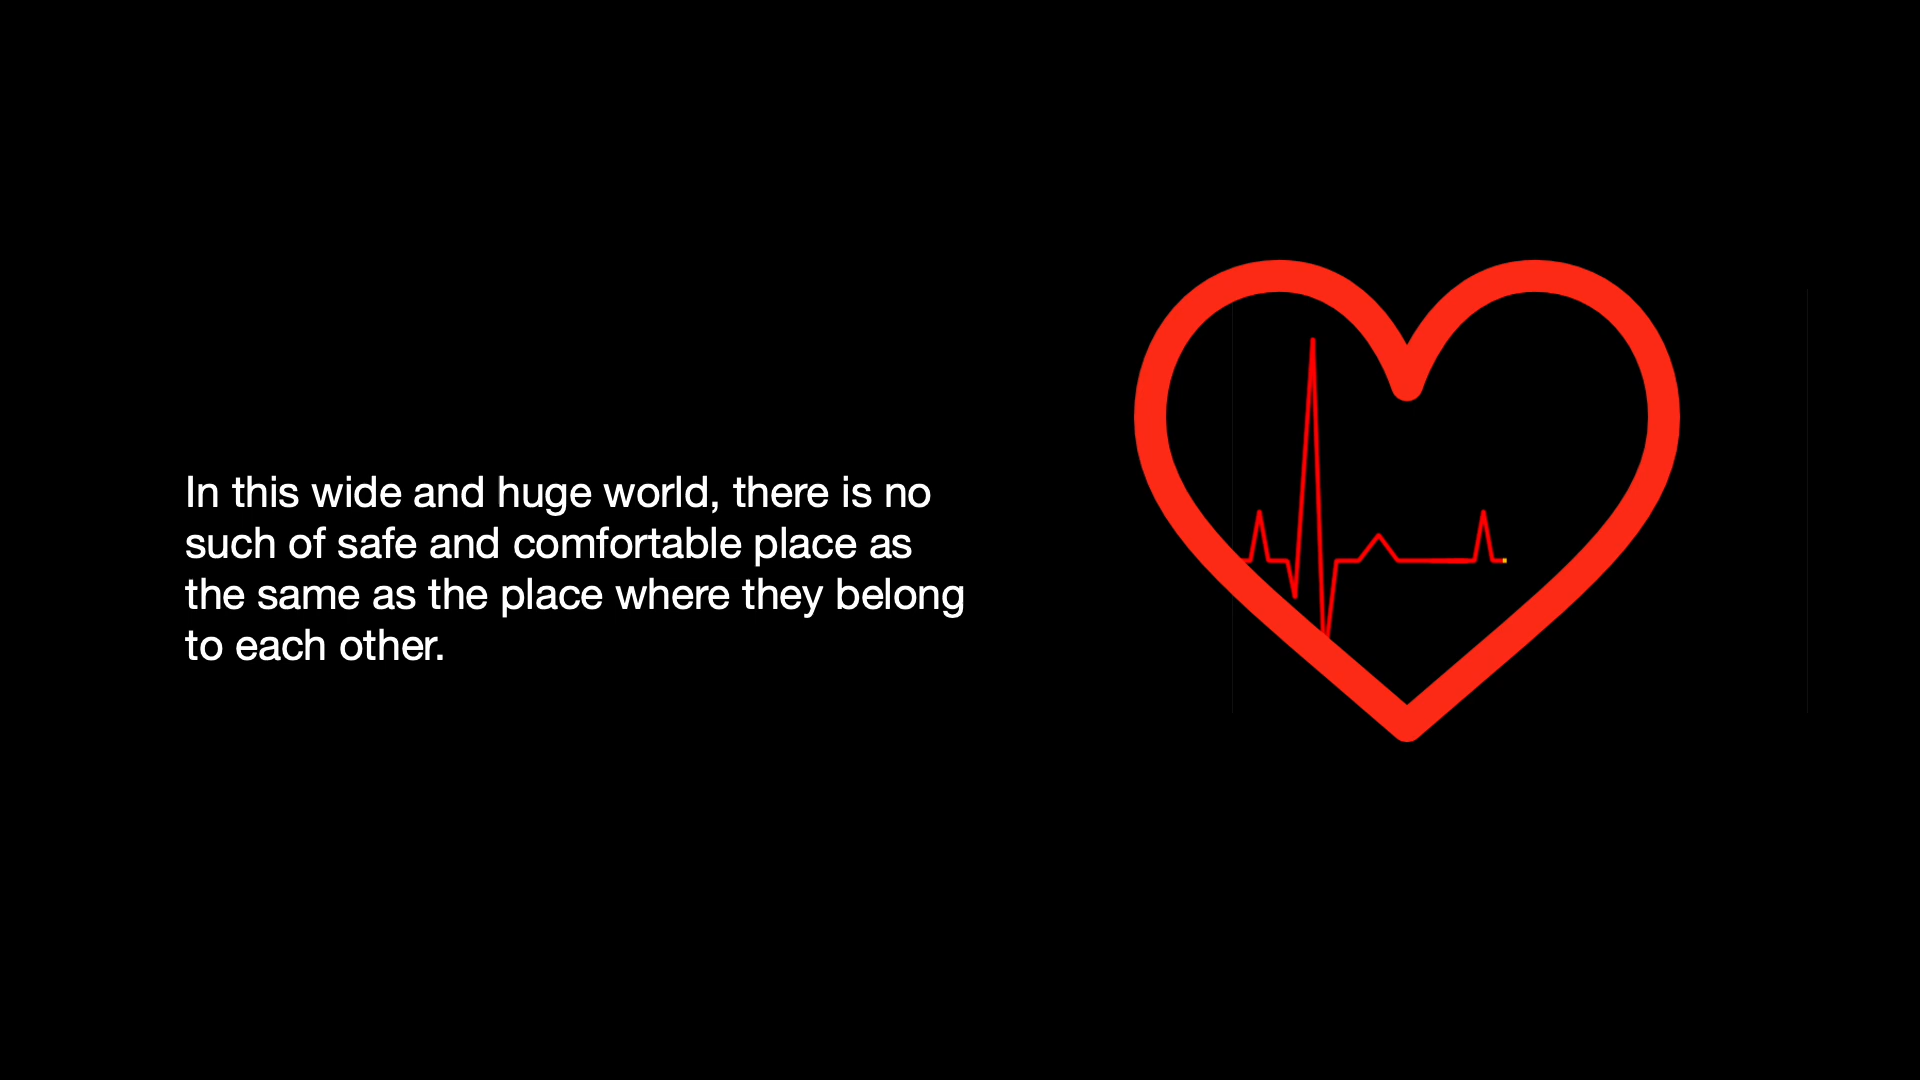 In this wide and huge world, there is no
such of safe and comfortable place as
the same as the place where they belong
to each other.